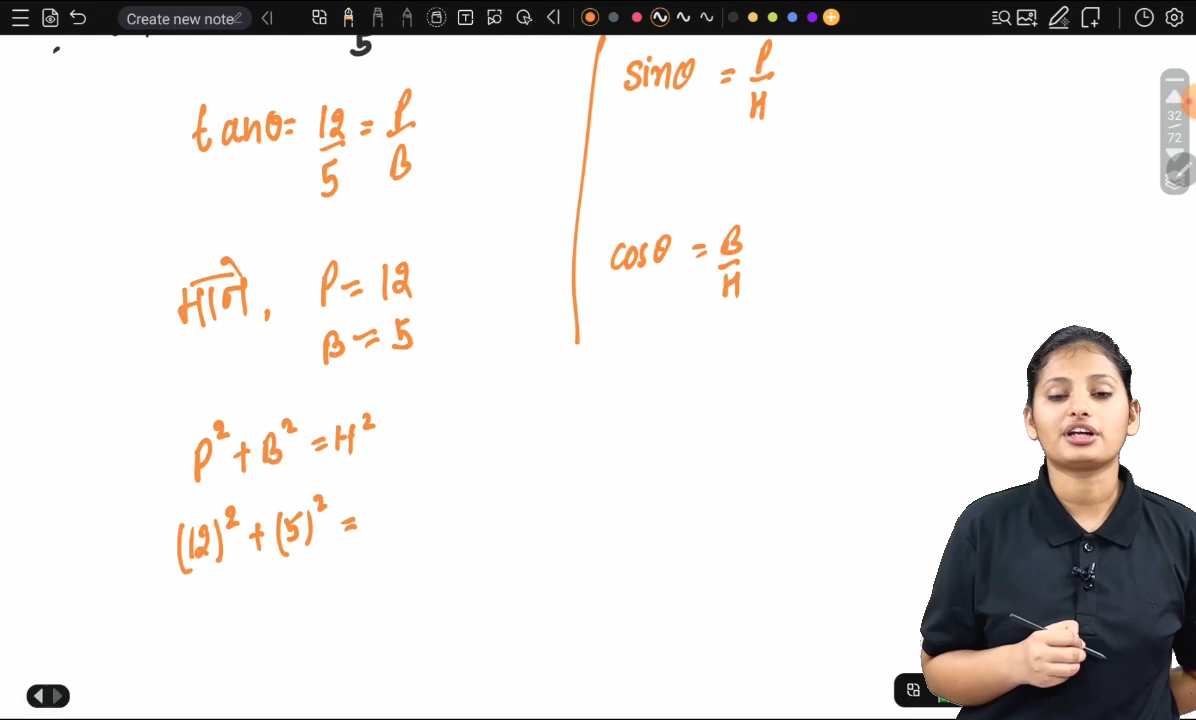 Create new note
5
tanθ = 12/5 = P/B
माने, P = 12
B = 5
P² + B² = H²
(12)² + (5)² =
sinθ = P/H
cosθ = B/H
32
72